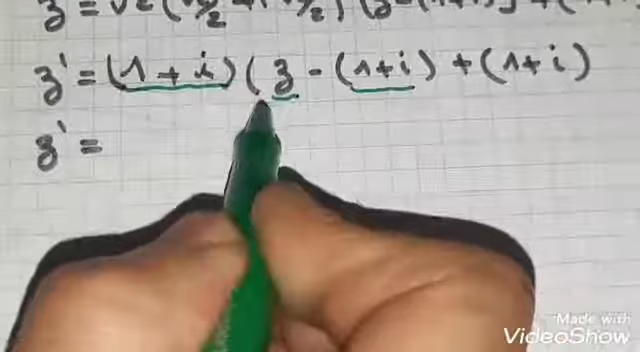 z' = (1 + i) ( z - (1 + i) + (1 + i)
z' =
Made with
VideoShow